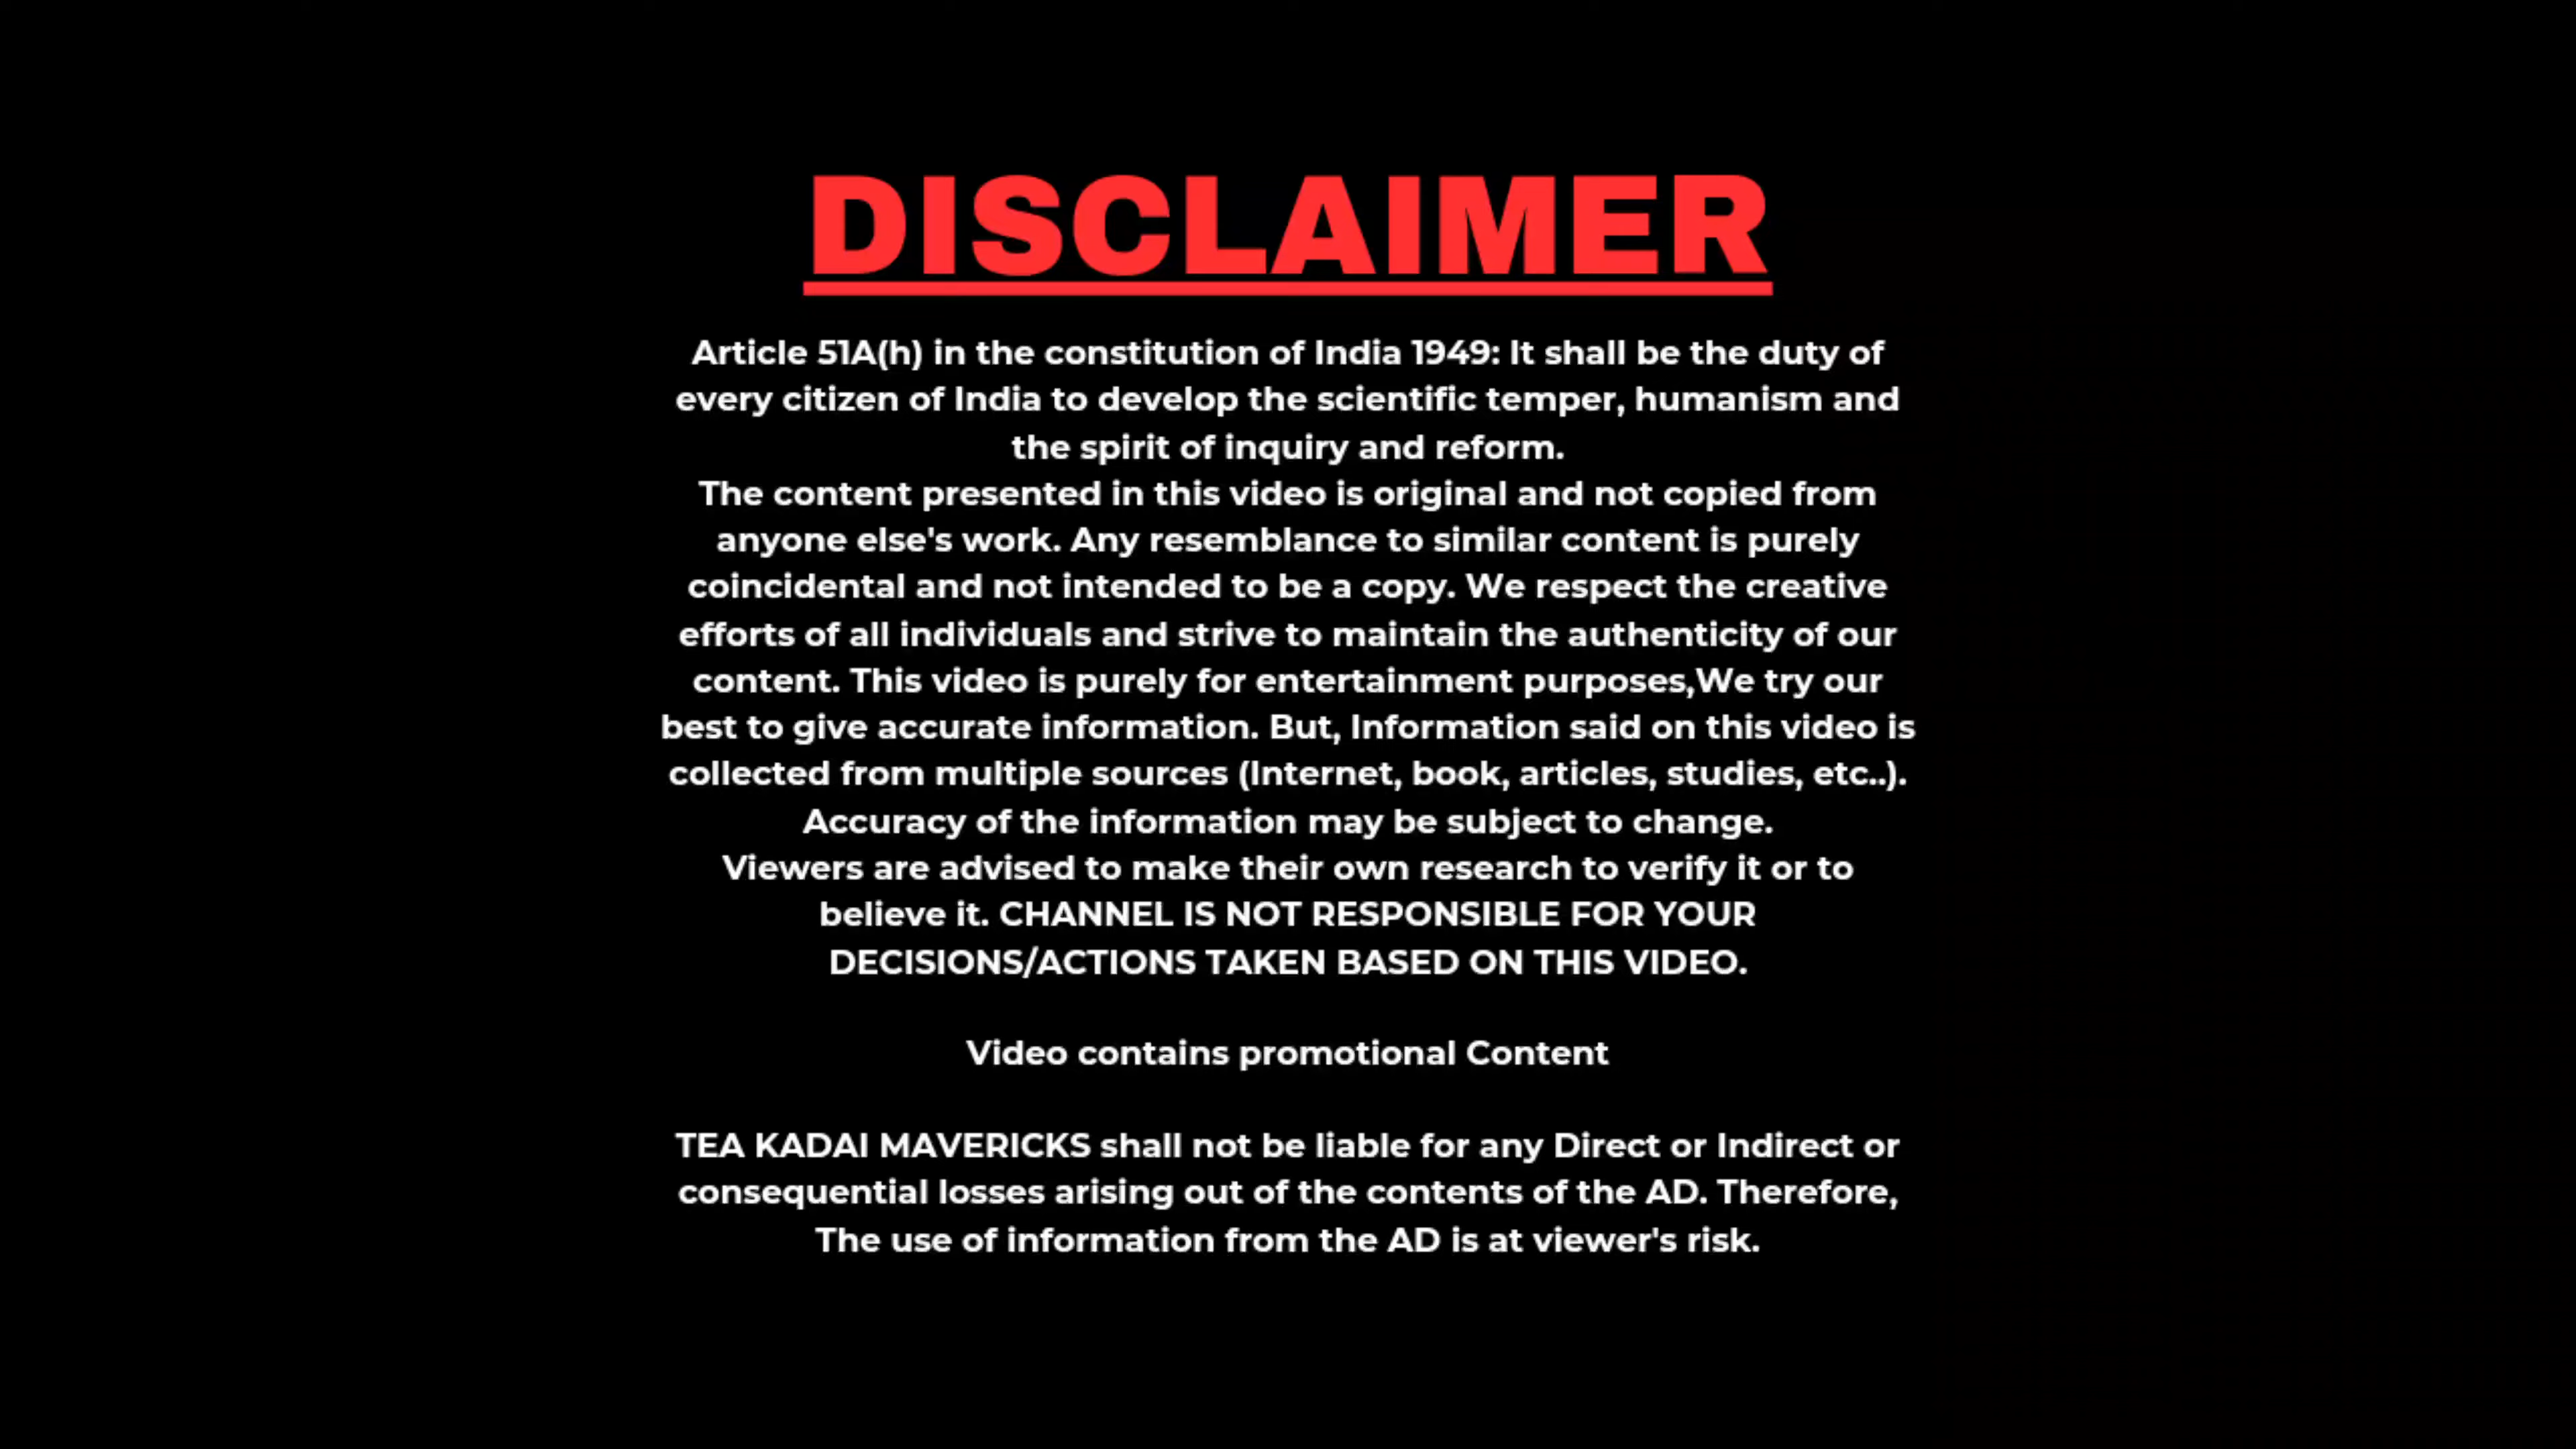 DISCLAIMER
Article 51A(h) in the constitution of India 1949: It shall be the duty of
every citizen of India to develop the scientific temper, humanism and
the spirit of inquiry and reform.
The content presented in this video is original and not copied from
anyone else's work. Any resemblance to similar content is purely
coincidental and not intended to be a copy. We respect the creative
efforts of all individuals and strive to maintain the authenticity of our
content. This video is purely for entertainment purposes,We try our
best to give accurate information. But, Information said on this video is
collected from multiple sources (Internet, book, articles, studies, etc..).
Accuracy of the information may be subject to change.
Viewers are advised to make their own research to verify it or to
believe it. CHANNEL IS NOT RESPONSIBLE FOR YOUR
DECISIONS/ACTIONS TAKEN BASED ON THIS VIDEO.
Video contains promotional Content
TEA KADAI MAVERICKS shall not be liable for any Direct or Indirect or
consequential losses arising out of the contents of the AD. Therefore,
The use of information from the AD is at viewer's risk.